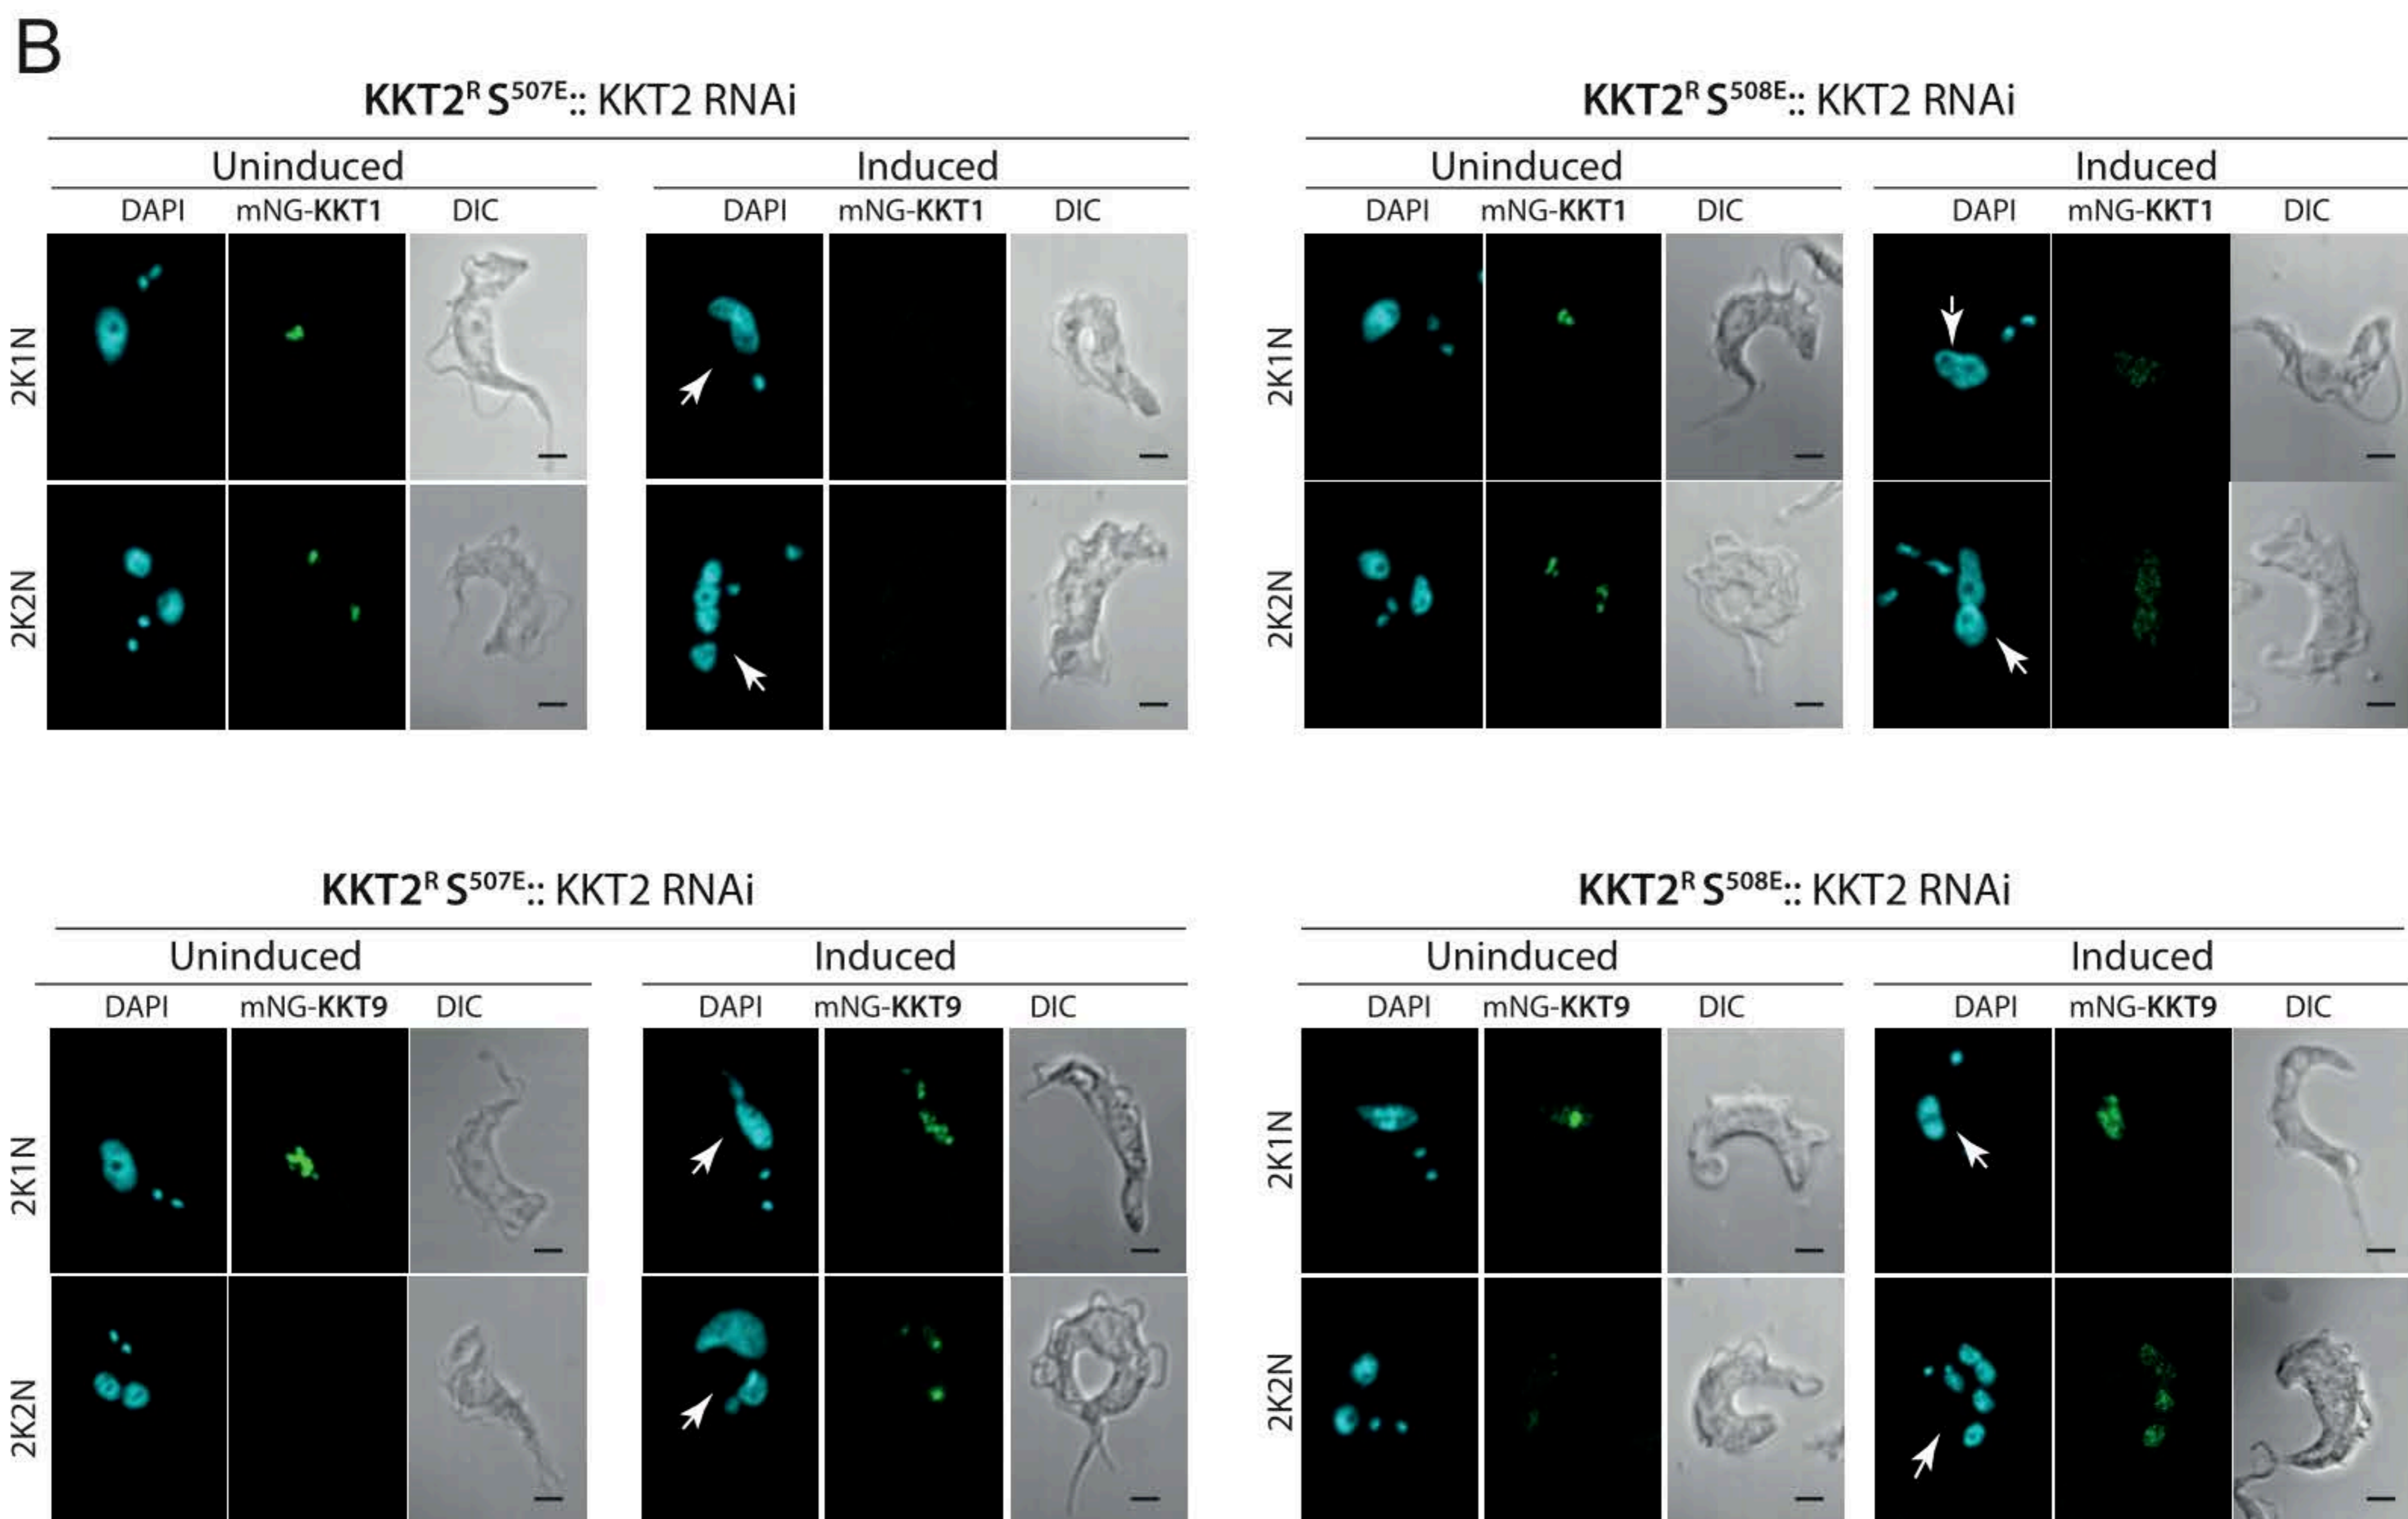 B
KKT2ᴿ S⁵⁰⁷ᴱ:: KKT2 RNAi
Uninduced Induced
DAPI mNG-KKT1 DIC DAPI mNG-KKT1 DIC
2K1N
2K2N
KKT2ᴿ S⁵⁰⁸ᴱ:: KKT2 RNAi
Uninduced Induced
DAPI mNG-KKT1 DIC DAPI mNG-KKT1 DIC
2K1N
2K2N
KKT2ᴿ S⁵⁰⁷ᴱ:: KKT2 RNAi
Uninduced Induced
DAPI mNG-KKT9 DIC DAPI mNG-KKT9 DIC
2K1N
2K2N
KKT2ᴿ S⁵⁰⁸ᴱ:: KKT2 RNAi
Uninduced Induced
DAPI mNG-KKT9 DIC DAPI mNG-KKT9 DIC
2K1N
2K2N